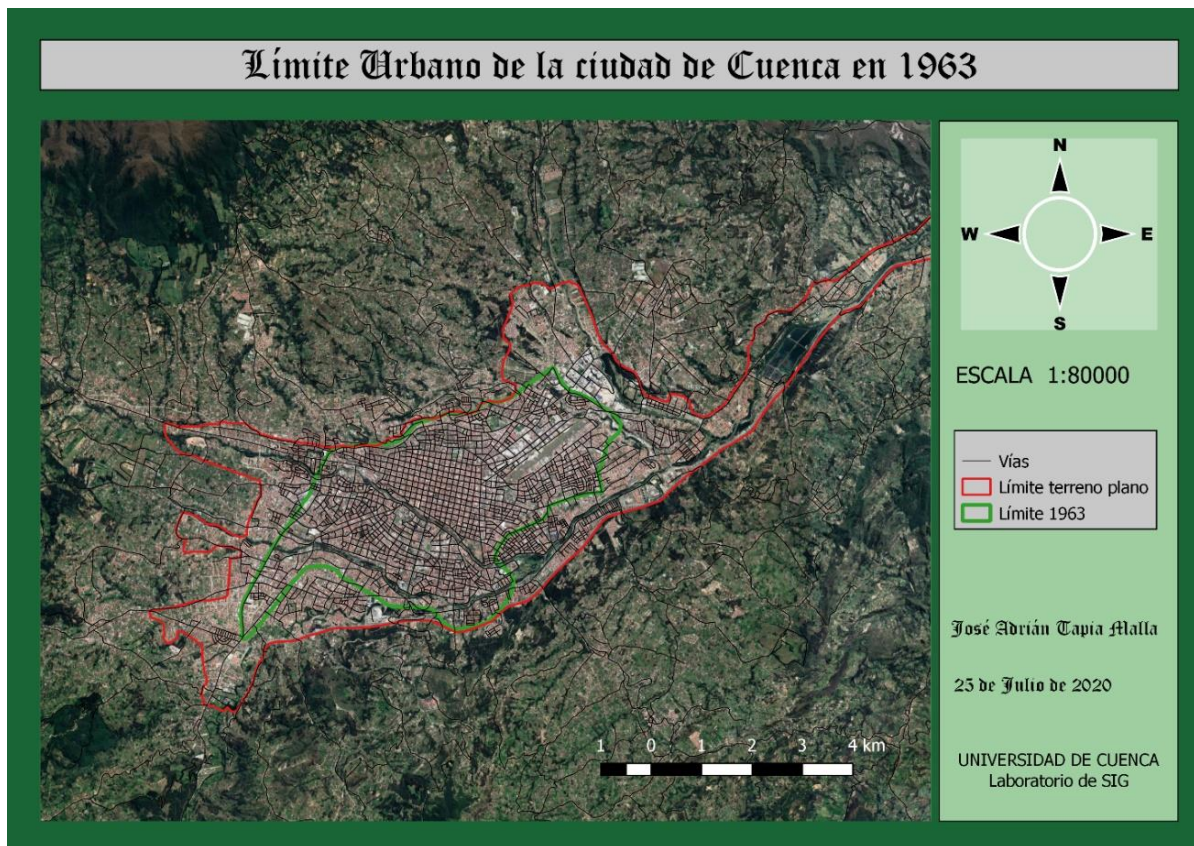 Límite Urbano de la ciudad de Cuenca en 1963
N
W E
S
ESCALA 1:80000
Vías
Límite terreno plano
Límite 1963
José Adrián Tapia Malla
25 de Julio de 2020
UNIVERSIDAD DE CUENCA
Laboratorio de SIG
1 0 1 2 3 4 km